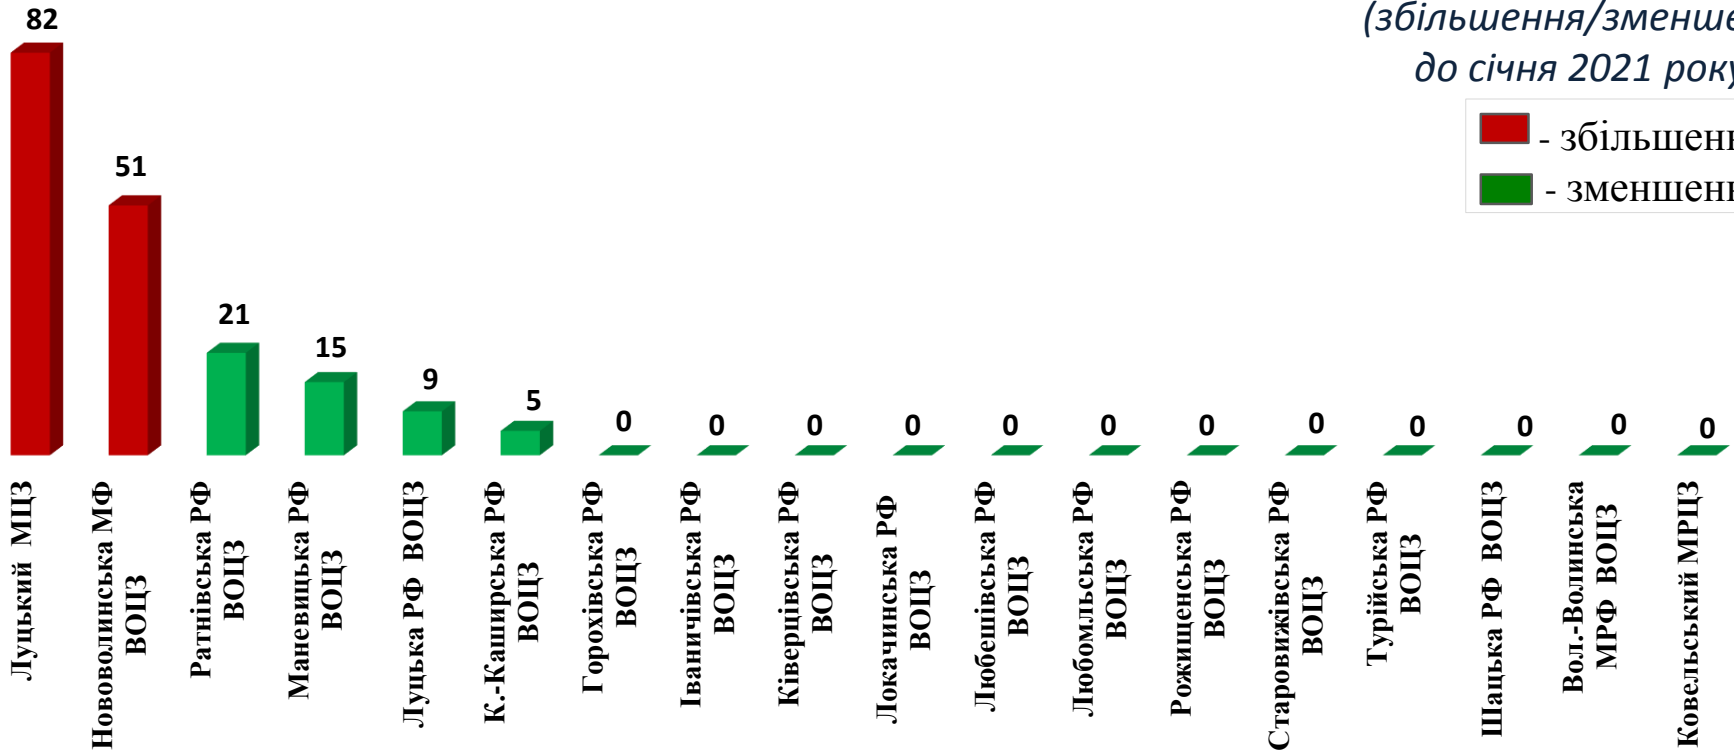 (збільшення/зменше
до січня 2021 року
- збільшенн
- зменшенн
82
51
21
15
9
5
0
0
0
0
0
0
0
0
0
0
0
0
Луцький МЦЗ
Нововолинська МФ
ВОЦЗ
Ратнівська РФ
ВОЦЗ
Маневицька РФ
ВОЦЗ
Луцька РФ ВОЦЗ
К.-Каширська РФ
ВОЦЗ
Горохівська РФ
ВОЦЗ
Іваничівська РФ
ВОЦЗ
Ківерцівська РФ
ВОЦЗ
Локачинська РФ
ВОЦЗ
Любешівська РФ
ВОЦЗ
Любомльська РФ
ВОЦЗ
Рожищенська РФ
ВОЦЗ
Старовижівська РФ
ВОЦЗ
Турійська РФ
ВОЦЗ
Шацька РФ ВОЦЗ
Вол.-Волинська
МРФ ВОЦЗ
Ковельський МРЦЗ